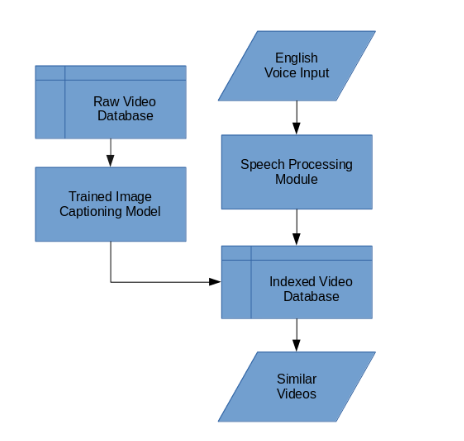 English
Voice Input
Raw Video
Database
Speech Processing
Module
Trained Image
Captioning Model
Indexed Video
Database
Similar
Videos